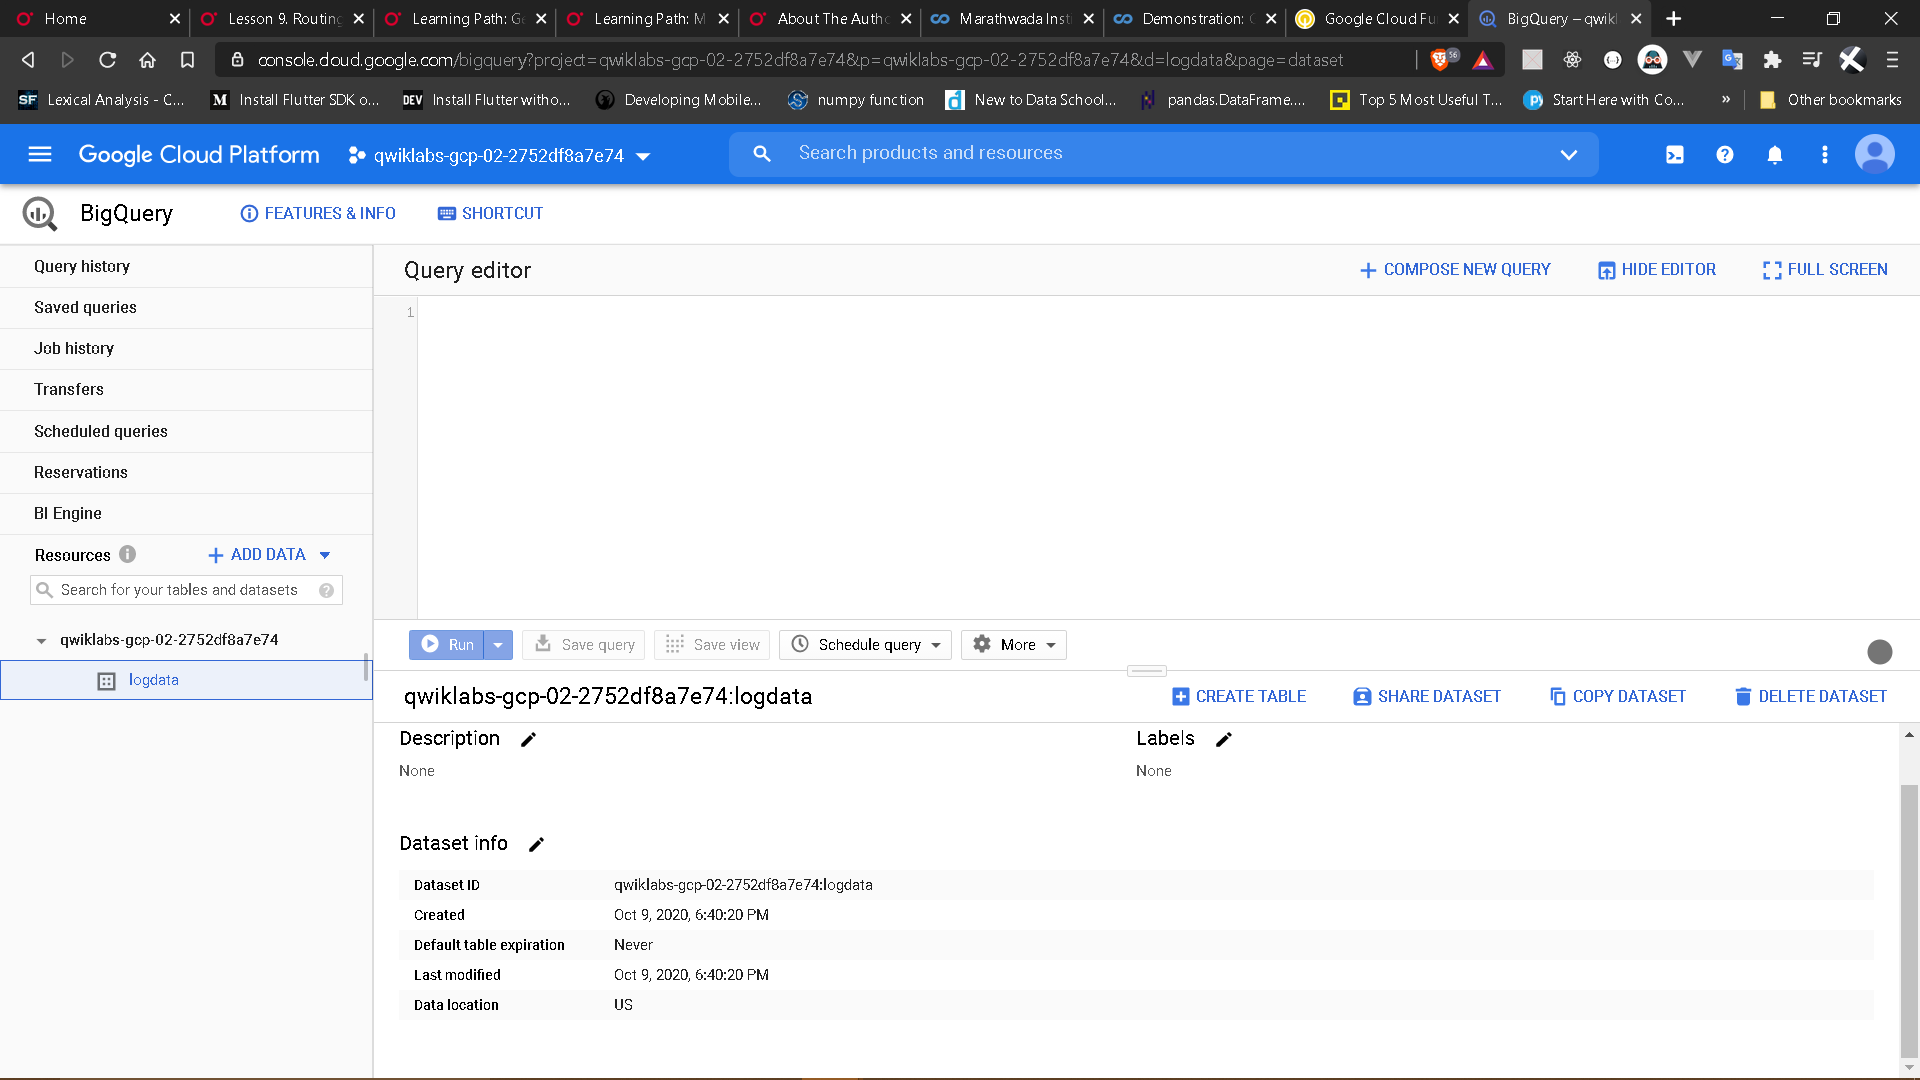 Home
Lesson 9. Routing
Learning Path: Ge
Learning Path: M
About The Autho
Marathwada Insti
Demonstration: C
Google Cloud Fu
BigQuery – qwikl
console.cloud.google.com/bigquery?project=qwiklabs-gcp-02-2752df8a7e74&p=qwiklabs-gcp-02-2752df8a7e74&d=logdata&page=dataset
56
SF Lexical Analysis - C...
M Install Flutter SDK o...
DEV Install Flutter witho...
Developing Mobile...
numpy function
d New to Data School...
pandas.DataFrame....
Top 5 Most Useful T...
Start Here with Co...
»
Other bookmarks
Google Cloud Platform
qwiklabs-gcp-02-2752df8a7e74
Search products and resources
BigQuery
FEATURES & INFO
SHORTCUT
Query history
Saved queries
Job history
Transfers
Scheduled queries
Reservations
BI Engine
Resources
ADD DATA
Search for your tables and datasets
qwiklabs-gcp-02-2752df8a7e74
logdata
Query editor
COMPOSE NEW QUERY
HIDE EDITOR
FULL SCREEN
1
Run
Save query
Save view
Schedule query
More
qwiklabs-gcp-02-2752df8a7e74:logdata
CREATE TABLE
SHARE DATASET
COPY DATASET
DELETE DATASET
Description
None
Labels
None
Dataset info
Dataset ID qwiklabs-gcp-02-2752df8a7e74:logdata
Created Oct 9, 2020, 6:40:20 PM
Default table expiration Never
Last modified Oct 9, 2020, 6:40:20 PM
Data location US